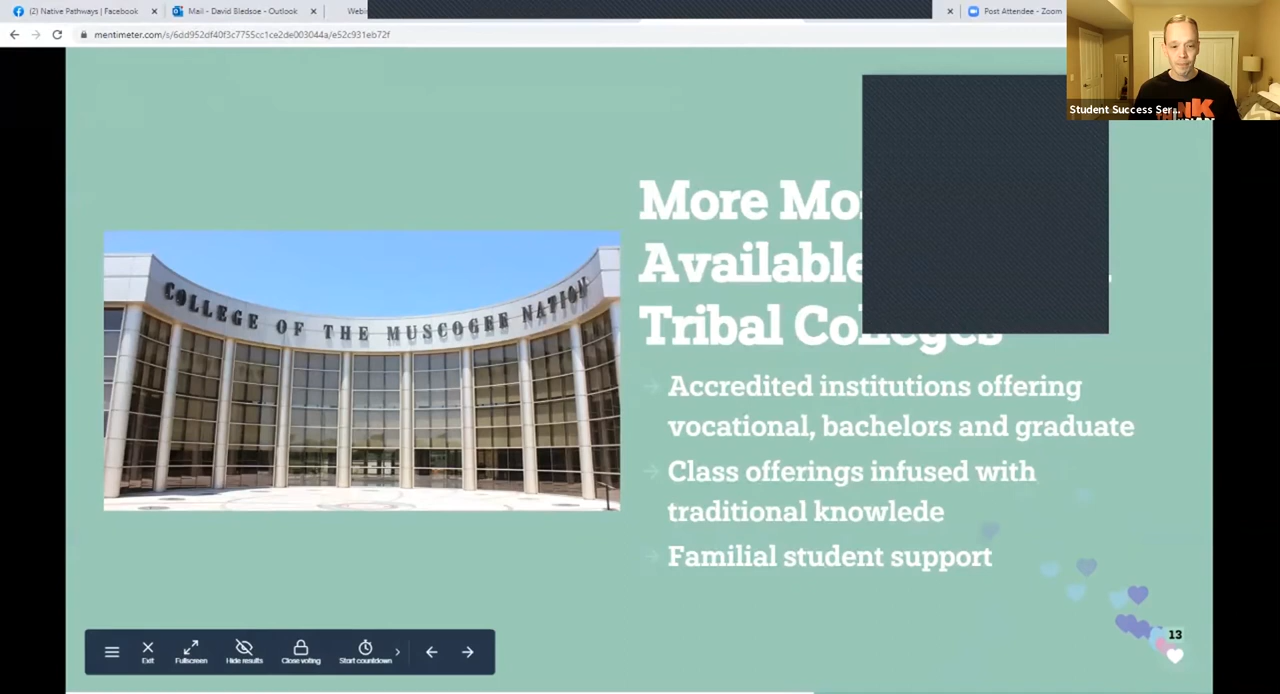 (2) Native Pathways | Facebook
Mail - David Bledsoe - Outlook
Post Attendee - Zoom
mentimeter.com/s/6dd952df40f3c7755cc1ce2de003044a/e52c931eb72f
Student Success Ser...
COLLEGE OF THE MUSCOGEE NATION
More
Available
Tribal Colleges
Accredited institutions offering
vocational, bachelors and graduate
Class offerings infused with
traditional knowlede
Familial student support
Exit
Fullscreen
Hide results
Close voting
Start countdown
13